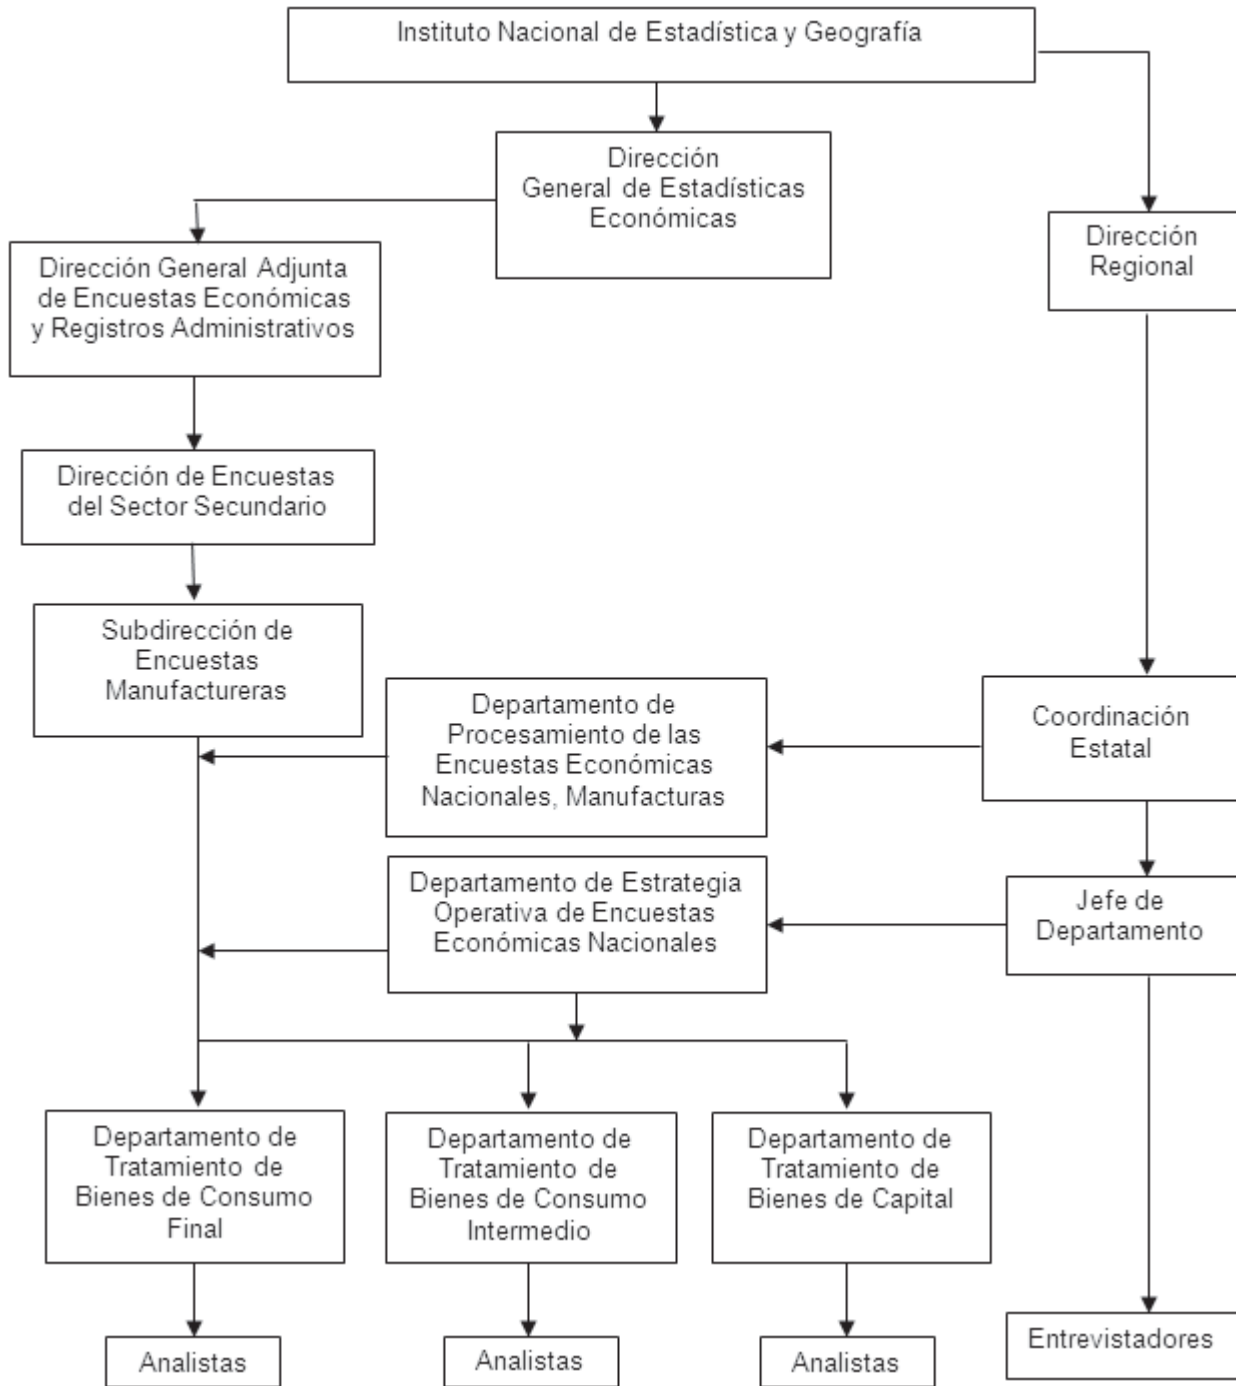 Instituto Nacional de Estadística y Geografía
Dirección
General de Estadísticas
Económicas
Dirección
Regional
Dirección General Adjunta
de Encuestas Económicas
y Registros Administrativos
Dirección de Encuestas
del Sector Secundario
Subdirección de
Encuestas
Manufactureras
Departamento de
Procesamiento de las
Encuestas Económicas
Nacionales, Manufacturas
Coordinación
Estatal
Departamento de Estrategia
Operativa de Encuestas
Económicas Nacionales
Jefe de
Departamento
Departamento de
Tratamiento de
Bienes de Consumo
Final
Departamento de
Tratamiento de
Bienes de Consumo
Intermedio
Departamento de
Tratamiento de
Bienes de Capital
Entrevistadores
Analistas
Analistas
Analistas